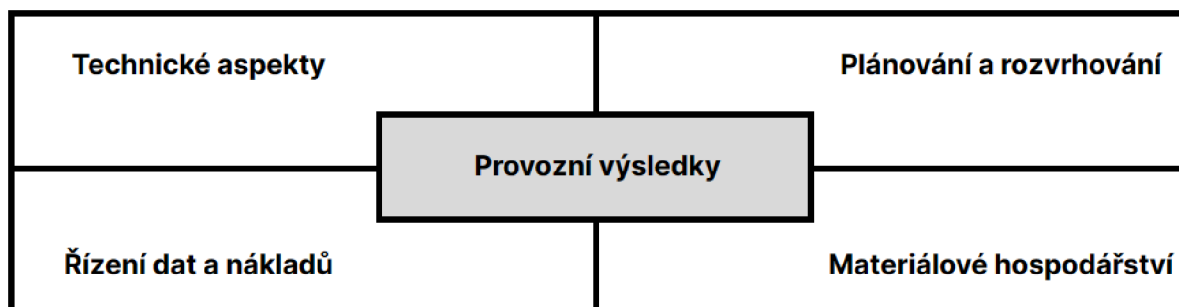 Technické aspekty
Plánování a rozvrhování
Provozní výsledky
Řízení dat a nákladů
Materiálové hospodářství